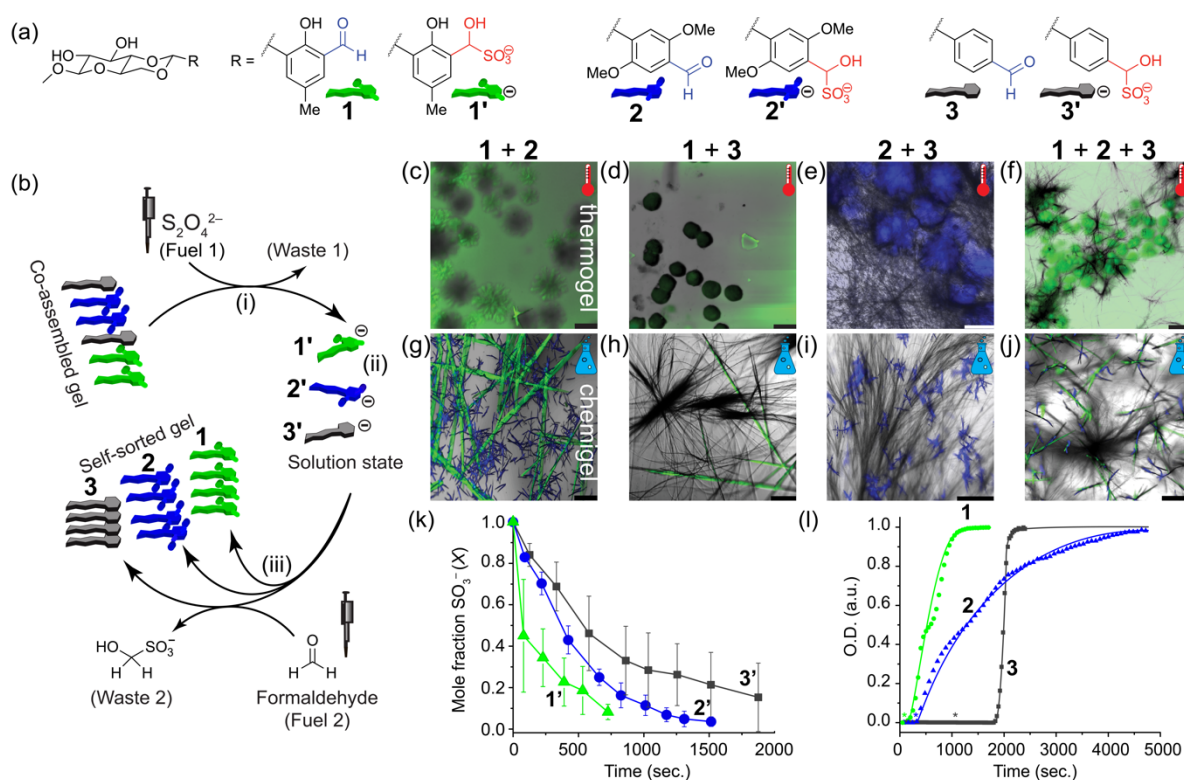 (a)
HO
OH
O
O
O
O
R
R =
OH
O
H
Me
1
OH
OH
SO₃⊖
Me
1'
⊖
OMe
MeO
O
H
2
OMe
MeO
OH
SO₃⊖
2'
⊖
O
H
3
OH
SO₃⊖
3'
⊖
(b)
S₂O₄²⁻
(Fuel 1)
(Waste 1)
Co-assembled gel
(i)
1'
⊖
(ii)
2'
⊖
3'
⊖
Solution state
Self-sorted gel
1
2
3
(iii)
HO
SO₃⁻
H H
(Waste 2)
O
H H
Formaldehyde
(Fuel 2)
1 + 2
1 + 3
2 + 3
1 + 2 + 3
(c)
thermogel
(d)
(e)
(f)
(g)
chemigel
(h)
(i)
(j)
(k)
Mole fraction SO₃⁻ (X)
1.0
0.8
0.6
0.4
0.2
0.0
1'
2'
3'
0 500 1000 1500 2000
Time (sec.)
(l)
O.D. (a.u.)
1.0
0.8
0.6
0.4
0.2
0.0
1
2
3
* * *
0 1000 2000 3000 4000 5000
Time (sec.)